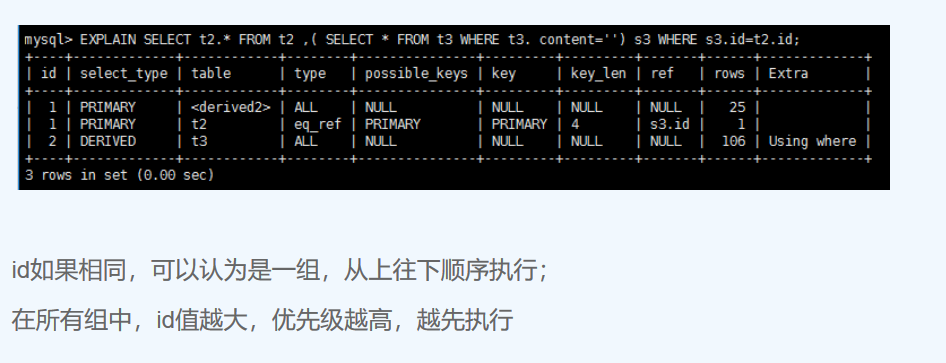 mysql> EXPLAIN SELECT t2.* FROM t2 ,( SELECT * FROM t3 WHERE t3. content='') s3 WHERE s3.id=t2.id;
+----+-------------+------------+--------+---------------+---------+---------+-------+------+-------------+
| id | select_type | table | type | possible_keys | key | key_len | ref | rows | Extra |
+----+-------------+------------+--------+---------------+---------+---------+-------+------+-------------+
| 1 | PRIMARY | <derived2> | ALL | NULL | NULL | NULL | NULL | 25 | |
| 1 | PRIMARY | t2 | eq_ref | PRIMARY | PRIMARY | 4 | s3.id | 1 | |
| 2 | DERIVED | t3 | ALL | NULL | NULL | NULL | NULL | 106 | Using where |
+----+-------------+------------+--------+---------------+---------+---------+-------+------+-------------+
3 rows in set (0.00 sec)
id如果相同，可以认为是一组，从上往下顺序执行；
在所有组中，id值越大，优先级越高，越先执行